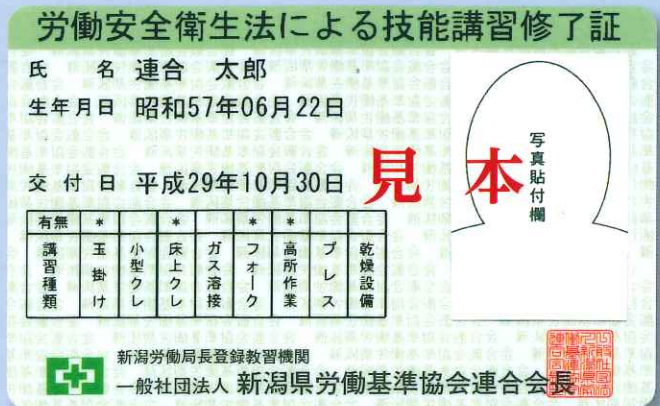 労働安全衛生法による技能講習修了証
氏 名 連合 太郎
生年月日 昭和57年06月22日
交付日 平成29年10月30日
見本
写真貼付欄
有無 * * * *
講習種類 玉掛け 小型クレ 床上クレ ガス溶接 フォーク 高所作業 プレス 乾燥設備
新潟労働局長登録教習機関
一般社団法人 新潟県労働基準協会連合会長